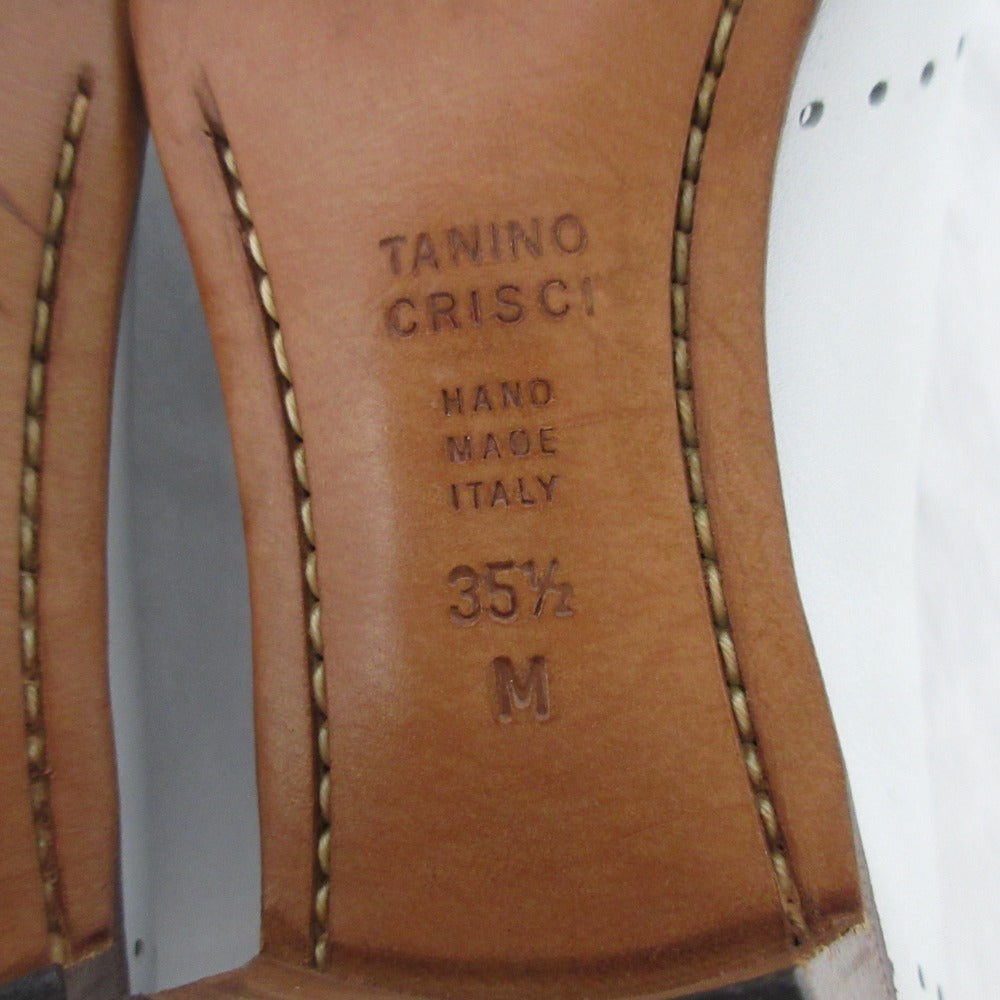 TANINO
CRISCI
HAND
MADE
ITALY
35½
M